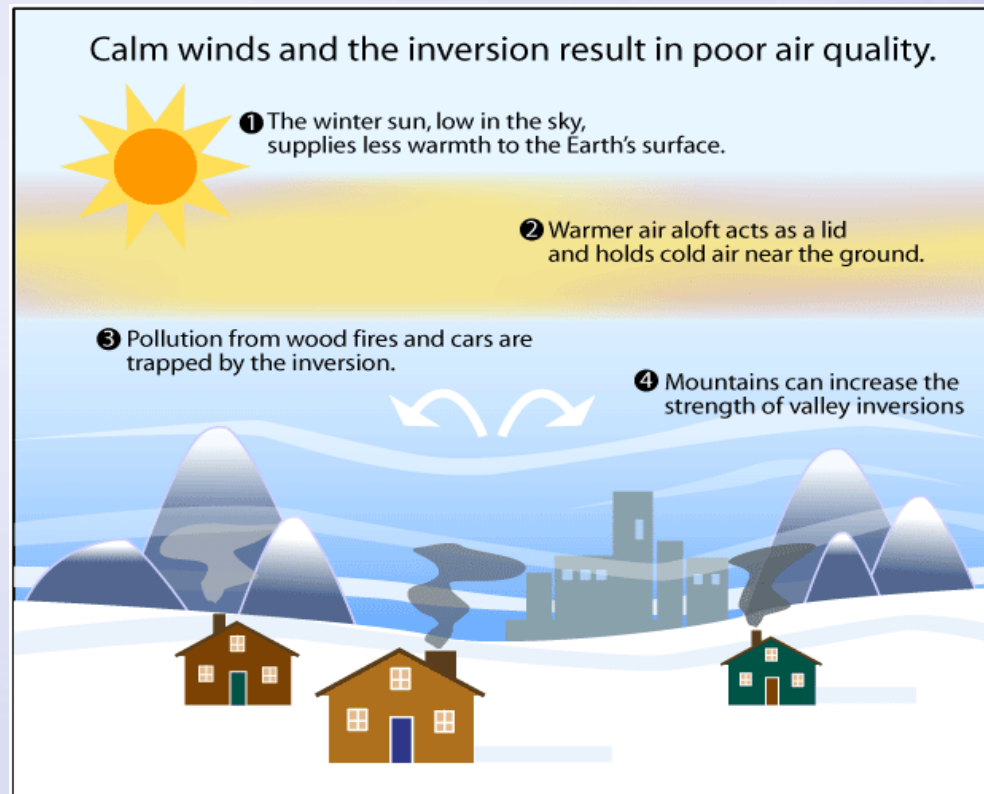 Calm winds and the inversion result in poor air quality.
❶ The winter sun, low in the sky,
supplies less warmth to the Earth's surface.
❷ Warmer air aloft acts as a lid
and holds cold air near the ground.
❸ Pollution from wood fires and cars are
trapped by the inversion.
❹ Mountains can increase the
strength of valley inversions